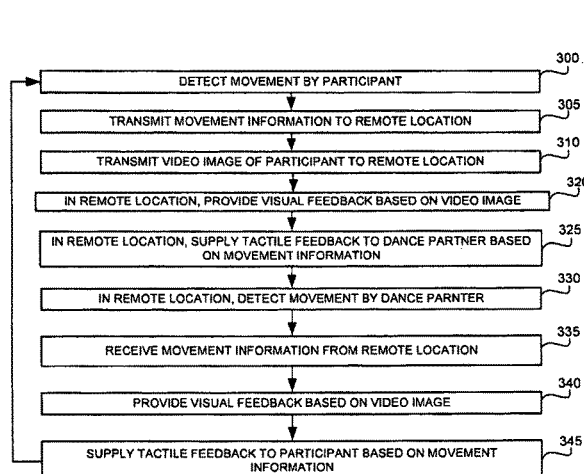 300
DETECT MOVEMENT BY PARTICIPANT
305
TRANSMIT MOVEMENT INFORMATION TO REMOTE LOCATION
310
TRANSMIT VIDEO IMAGE OF PARTICIPANT TO REMOTE LOCATION
320
IN REMOTE LOCATION, PROVIDE VISUAL FEEDBACK BASED ON VIDEO IMAGE
325
IN REMOTE LOCATION, SUPPLY TACTILE FEEDBACK TO DANCE PARTNER BASED
ON MOVEMENT INFORMATION
330
IN REMOTE LOCATION, DETECT MOVEMENT BY DANCE PARNTER
335
RECEIVE MOVEMENT INFORMATION FROM REMOTE LOCATION
340
PROVIDE VISUAL FEEDBACK BASED ON VIDEO IMAGE
345
SUPPLY TACTILE FEEDBACK TO PARTICIPANT BASED ON MOVEMENT
INFORMATION